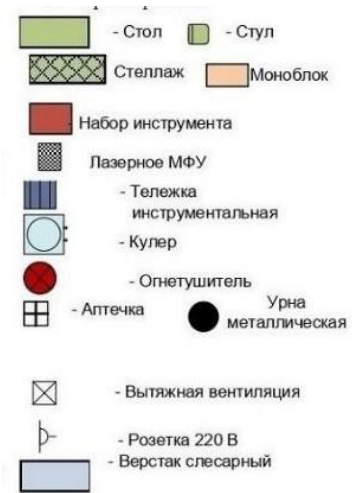 - Стол - Стул
Стеллаж Моноблок
Набор инструмента
Лазерное МФУ
- Тележка
инструментальная
- Кулер
- Огнетушитель
- Аптечка Урна
металлическая
- Вытяжная вентиляция
- Розетка 220 В
- Верстак слесарный